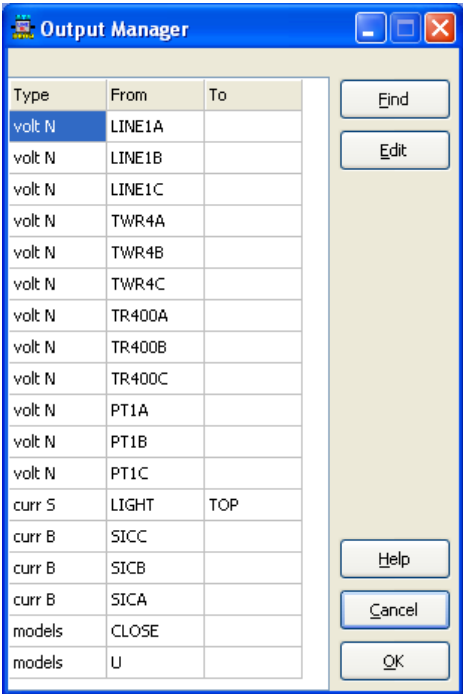 Output Manager
Type From To
volt N LINE1A
volt N LINE1B
volt N LINE1C
volt N TWR4A
volt N TWR4B
volt N TWR4C
volt N TR400A
volt N TR400B
volt N TR400C
volt N PT1A
volt N PT1B
volt N PT1C
curr S LIGHT TOP
curr B SICC
curr B SICB
curr B SICA
models CLOSE
models U
Find
Edit
Help
Cancel
OK